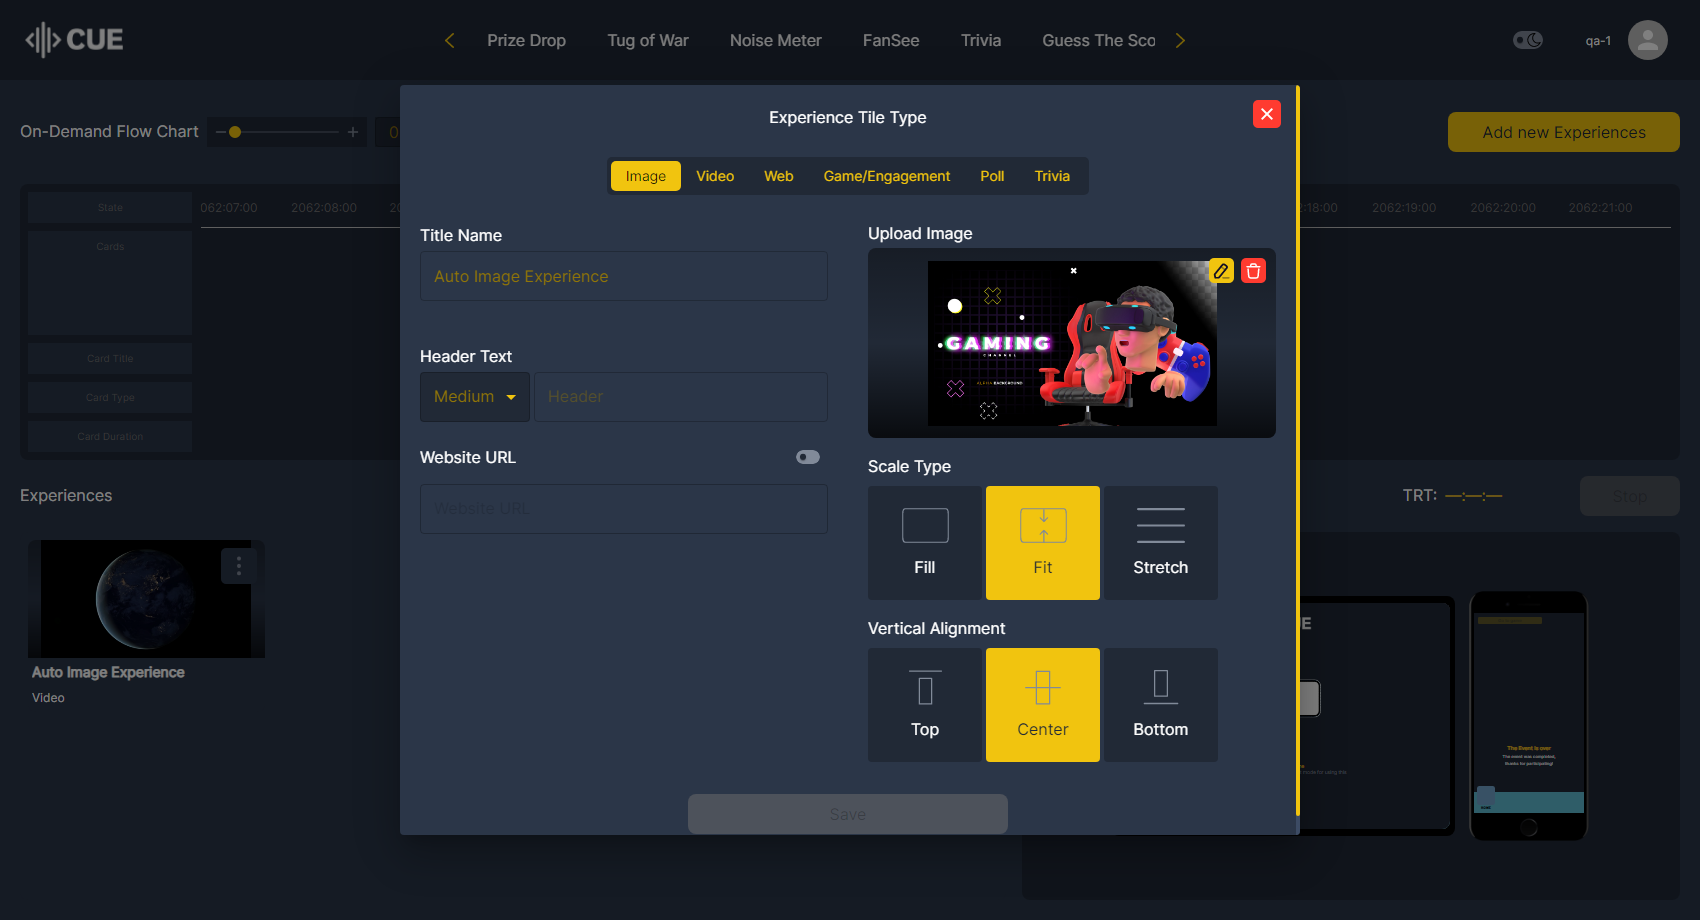 CUE
Prize Drop
Tug of War
Noise Meter
FanSee
Trivia
Guess The Sco
qa-1
On-Demand Flow Chart
Add new Experiences
State
062:07:00
2062:08:00
:18:00
2062:19:00
2062:20:00
2062:21:00
Cards
Card Title
Card Type
Card Duration
Experiences
TRT: —:—:—
Stop
Auto Image Experience
Video
Experience Tile Type
Image
Video
Web
Game/Engagement
Poll
Trivia
Title Name
Auto Image Experience
Header Text
Medium
Header
Website URL
Website URL
Upload Image
GAMING
CHANNEL
ALPHA BACKGROUND
Scale Type
Fill
Fit
Stretch
Vertical Alignment
Top
Center
Bottom
Save
The Event is over
The event was completed,
thanks for participating!